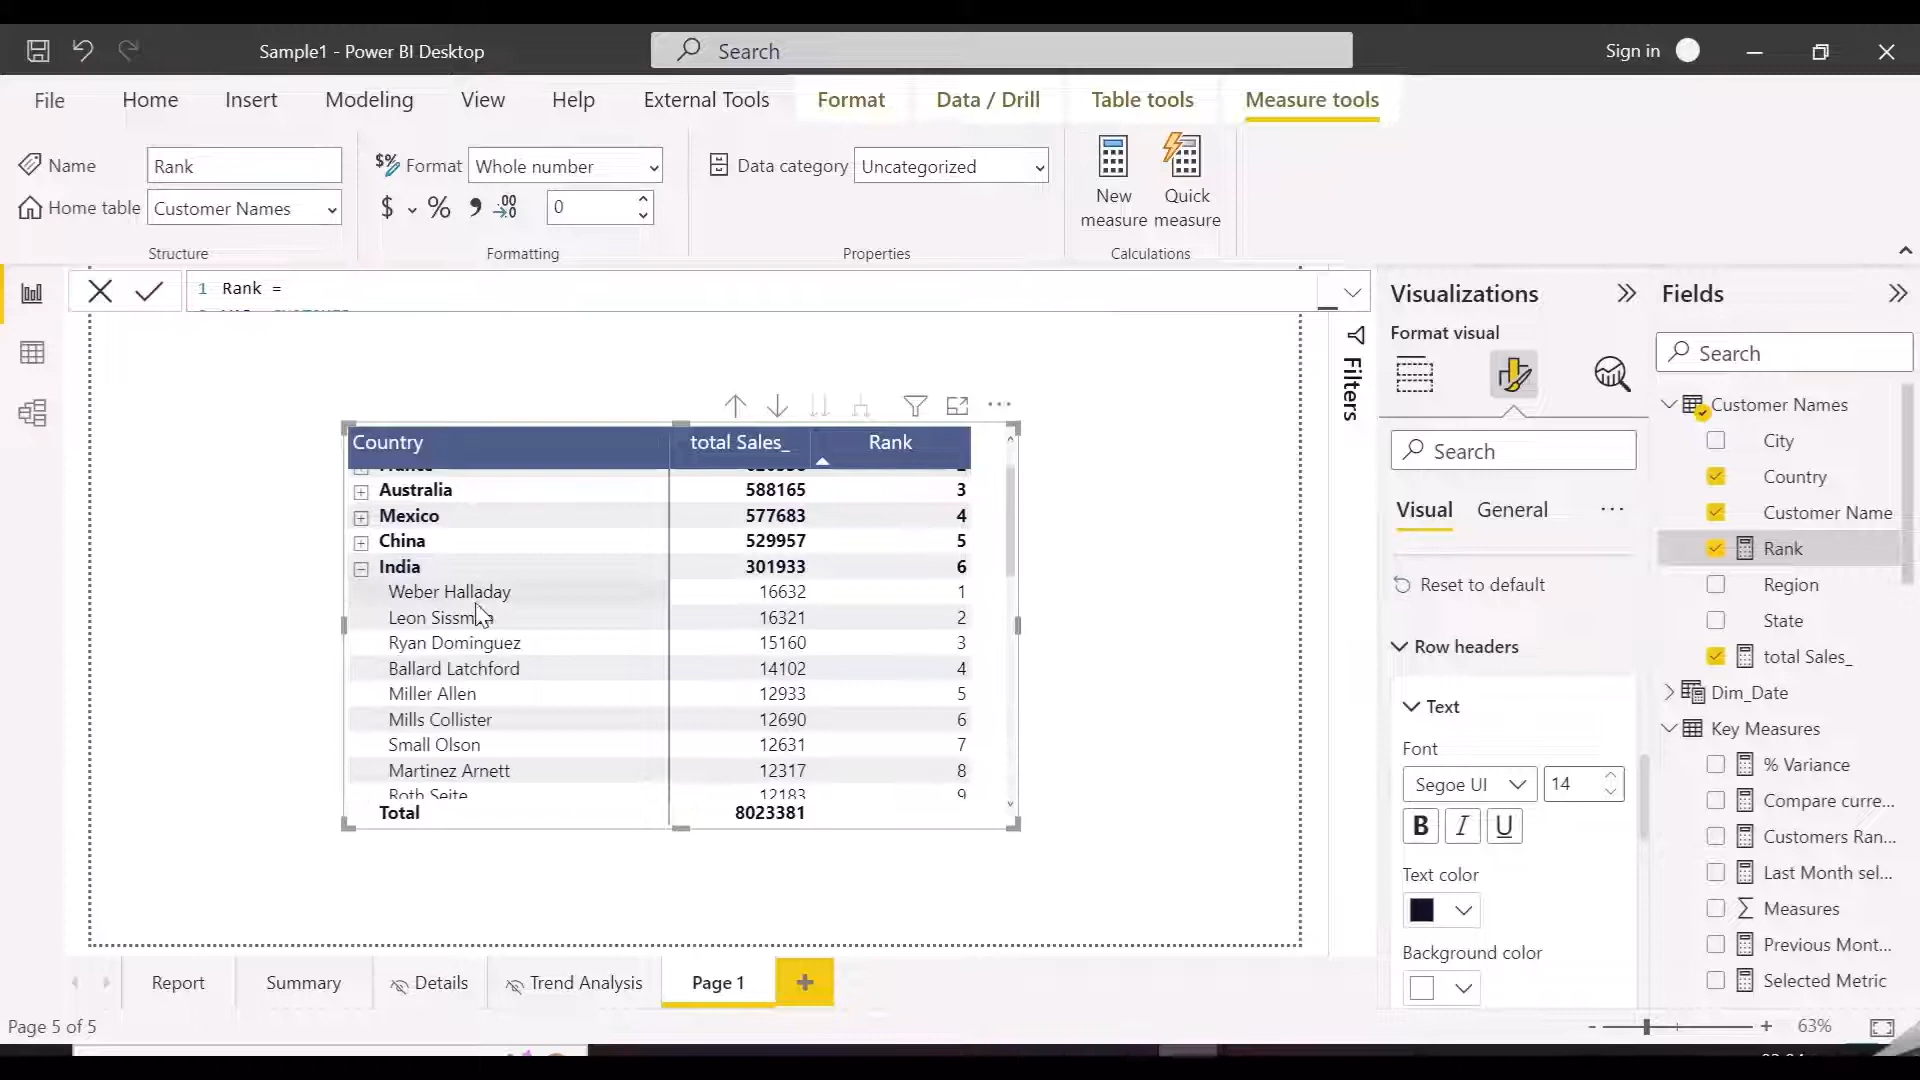 Sample1 - Power BI Desktop
Search
Sign in
File
Home
Insert
Modeling
View
Help
External Tools
Format
Data / Drill
Table tools
Measure tools
Name
Rank
Home table
Customer Names
Structure
$% Format
Whole number
$ % 9 .00
0
Formatting
Data category
Uncategorized
Properties
New measure
Quick measure
Calculations
1 Rank =
Filters
Country total Sales_ Rank
Australia 588165 3
Mexico 577683 4
China 529957 5
India 301933 6
Weber Halladay 16632 1
Leon 16321 2
Ryan Dominguez 15160 3
Ballard Latchford 14102 4
Miller Allen 12933 5
Mills Collister 12690 6
Small Olson 12631 7
Martinez Arnett 12317 8
Roth Seite 12183 9
Total 8023381
Visualizations
Format visual
Search
Visual
General
Reset to default
Row headers
Text
Font
Segoe UI
14
B I U
Text color
Background color
Fields
Search
Customer Names
City
Country
Customer Name
Rank
Region
State
total Sales_
Dim_Date
Key Measures
% Variance
Compare curre...
Customers Ran...
Last Month sel...
Measures
Previous Mont...
Selected Metric
Report
Summary
Details
Trend Analysis
Page 1
+
Page 5 of 5
- + 63%